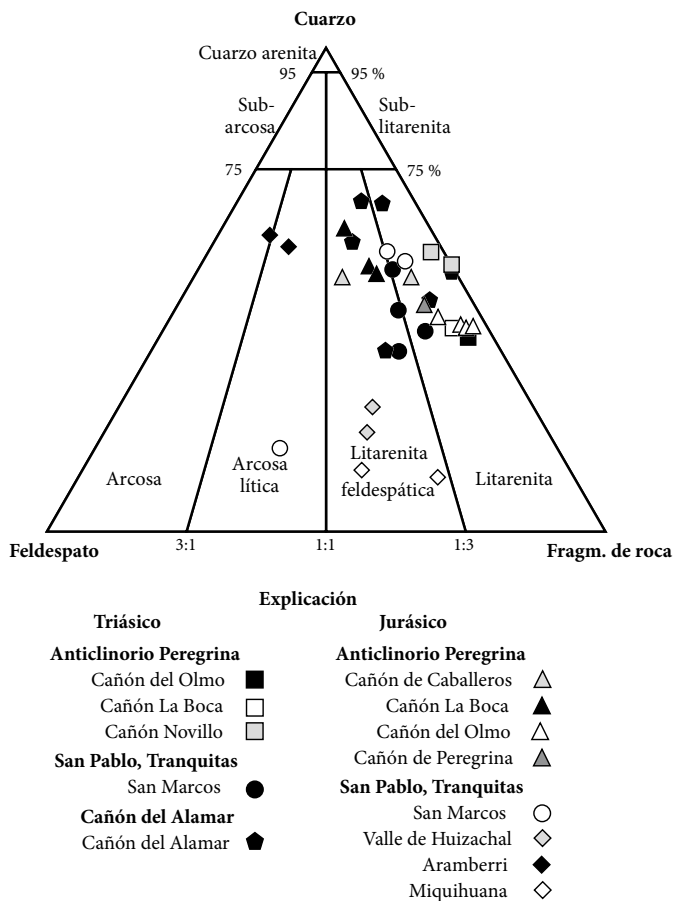 Cuarzo
Cuarzo arenita
95
95 %
Sub-
arcosa
Sub-
litarenita
75
75 %
Arcosa
Arcosa
lítica
Litarenita
feldespática
Litarenita
Feldespato
3:1
1:1
1:3
Fragm. de roca
Explicación
Triásico
Anticlinorio Peregrina
Cañón del Olmo
Cañón La Boca
Cañón Novillo
San Pablo, Tranquitas
San Marcos
Cañón del Alamar
Cañón del Alamar
Jurásico
Anticlinorio Peregrina
Cañón de Caballeros
Cañón La Boca
Cañón del Olmo
Cañón de Peregrina
San Pablo, Tranquitas
San Marcos
Valle de Huizachal
Aramberri
Miquihuana